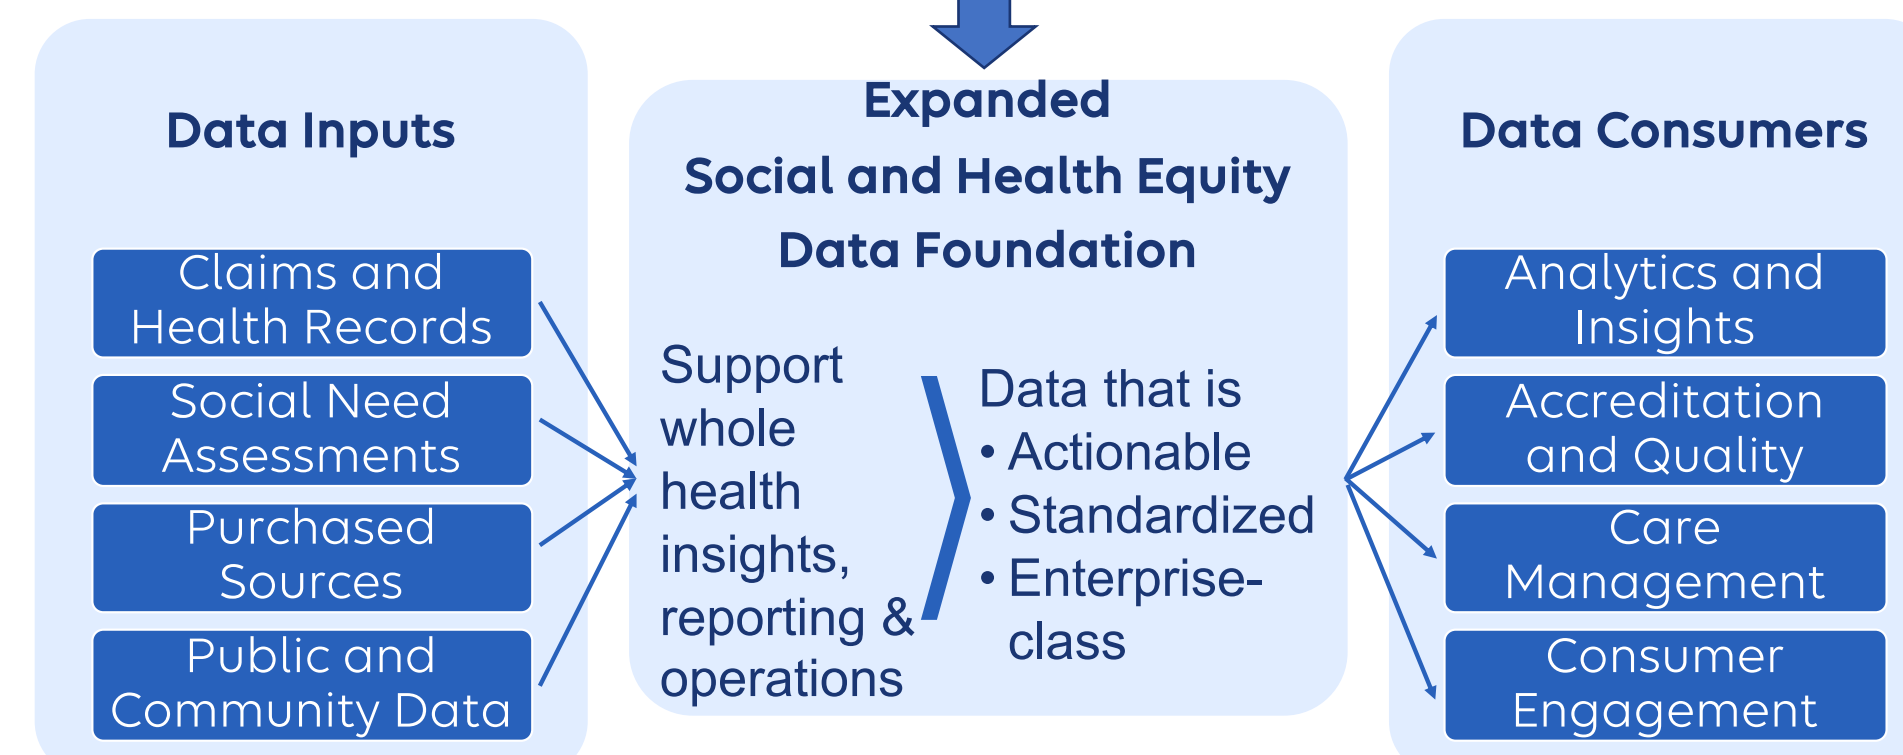 Data Inputs
Claims and
Health Records
Social Need
Assessments
Purchased
Sources
Public and
Community Data
Expanded
Social and Health Equity
Data Foundation
Support
whole
health
insights,
reporting &
operations
Data that is
• Actionable
• Standardized
• Enterprise-
class
Data Consumers
Analytics and
Insights
Accreditation
and Quality
Care
Management
Consumer
Engagement